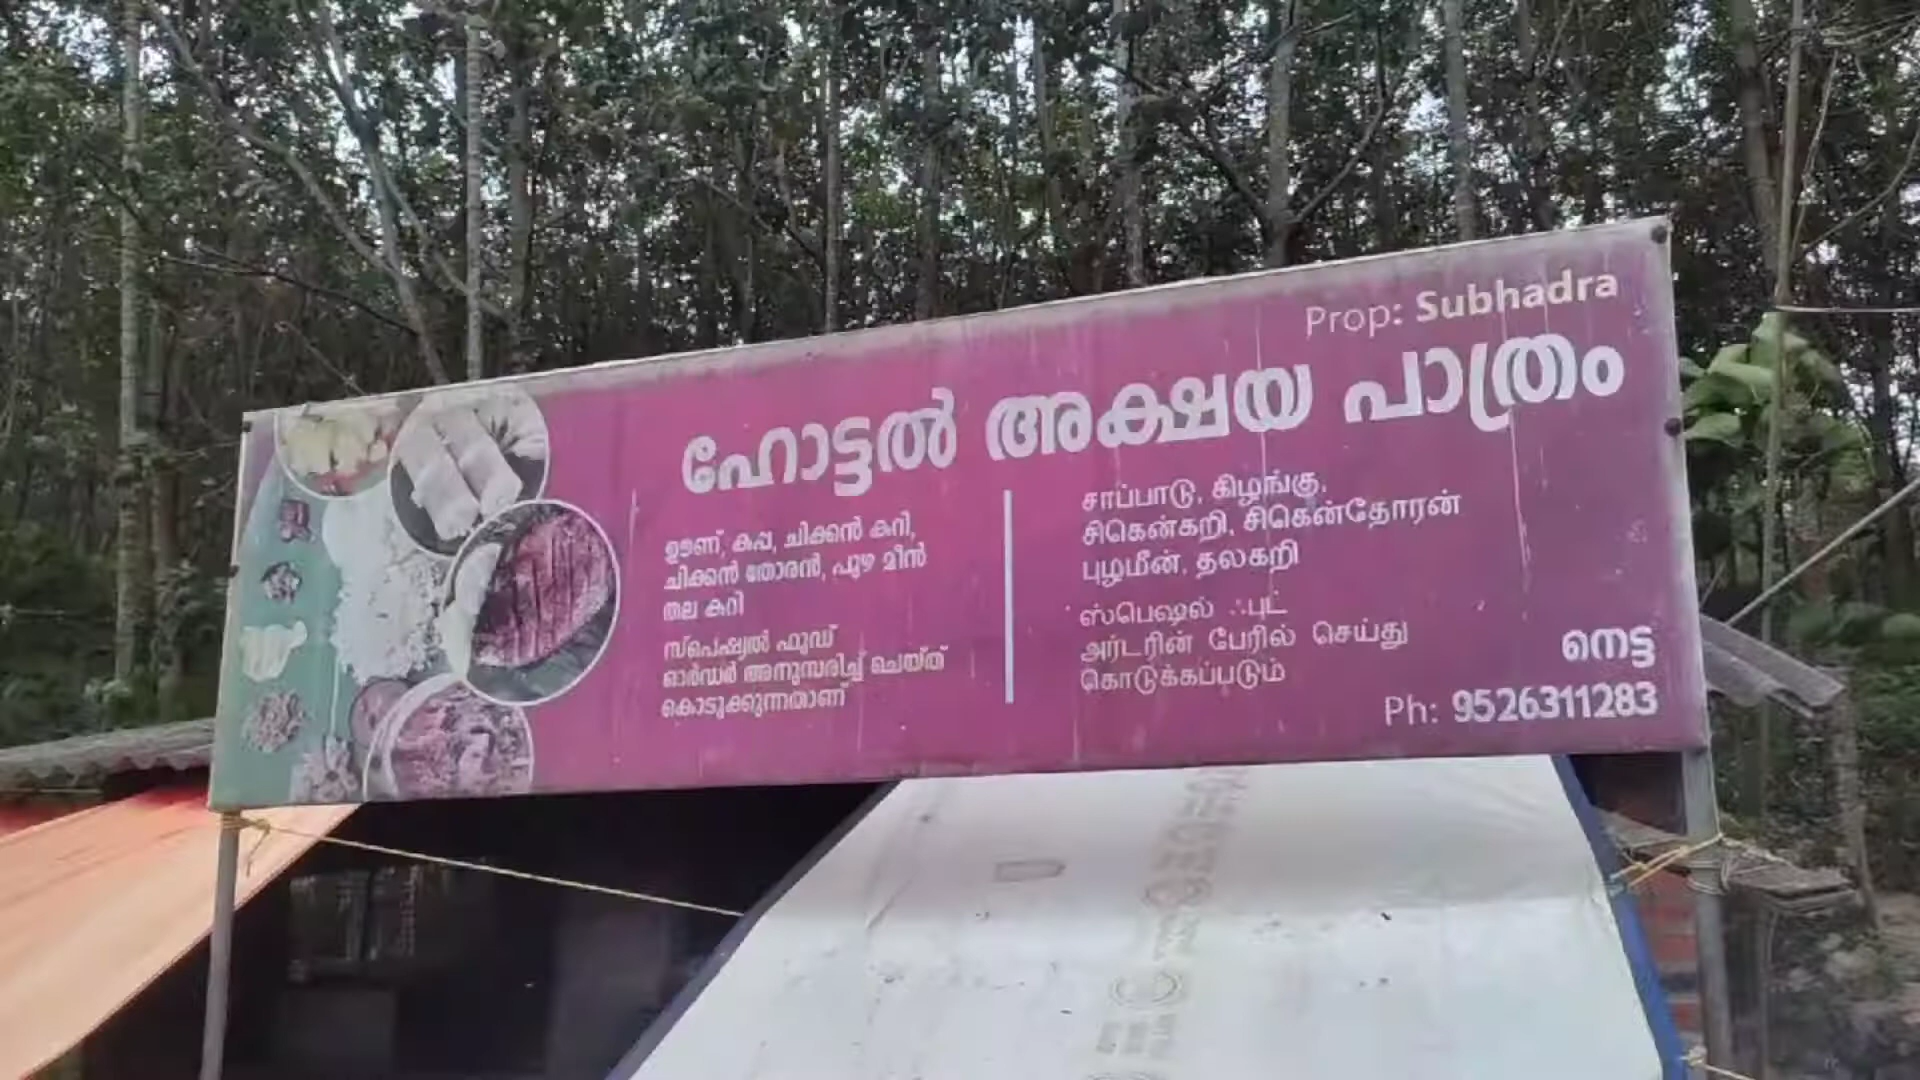 Prop: Subhadra
ഹോട്ടൽ അക്ഷയ പാത്രം
ഊണ്, കപ്പ, ചിക്കൻ കറി,
ചിക്കൻ തോരൻ, പുഴ മീൻ
തല കറി
സ്പെഷ്യൽ ഫുഡ്
ഓർഡർ അനുസരിച്ച് ചെയ്ത്
കൊടുക്കുന്നതാണ്
சாப்பாடு, கிழங்கு,
சிகென்கறி, சிகென்தோரன்
புழமீன், தலகறி
ஸ்பெஷல் ஃபுட்
அர்டரின் பேரில் செய்து
கொடுக்கப்படும்
നെട്ട
Ph: 9526311283